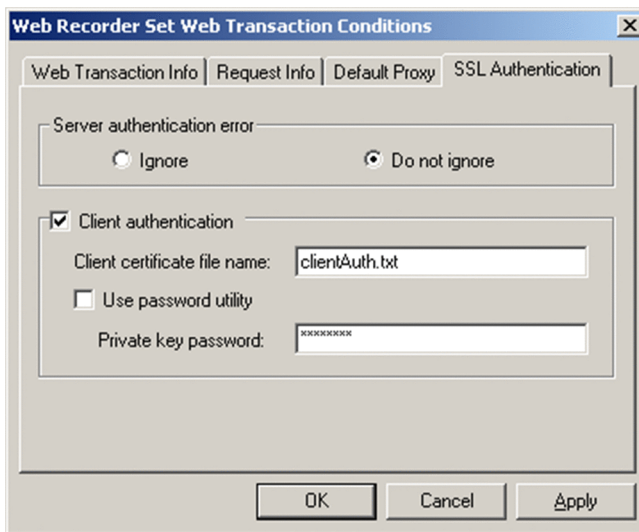 Web Recorder Set Web Transaction Conditions
Web Transaction Info Request Info Default Proxy SSL Authentication
Server authentication error
Ignore Do not ignore
Client authentication
Client certificate file name: clientAuth.txt
Use password utility
Private key password: ********
OK Cancel Apply